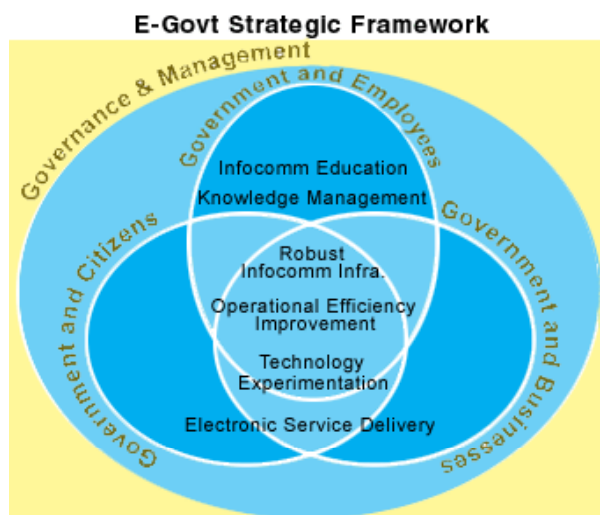 E-Govt Strategic Framework
Governance & Management
Government and Employees
Infocomm Education
Knowledge Management
Government and Citizens
Government and Businesses
Robust
Infocomm Infra.
Operational Efficiency
Improvement
Technology
Experimentation
Electronic Service Delivery